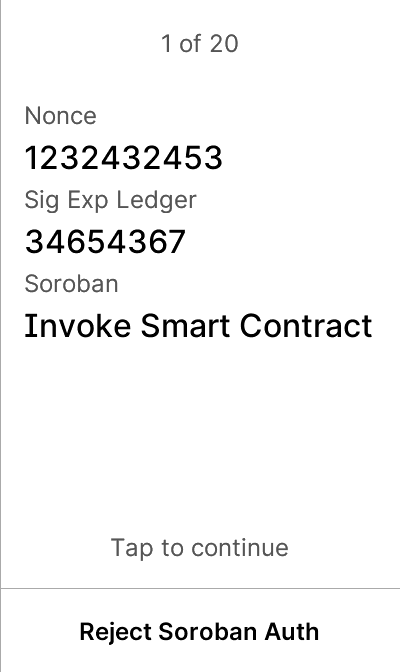 1 of 20
Nonce
1232432453
Sig Exp Ledger
34654367
Soroban
Invoke Smart Contract
Tap to continue
Reject Soroban Auth